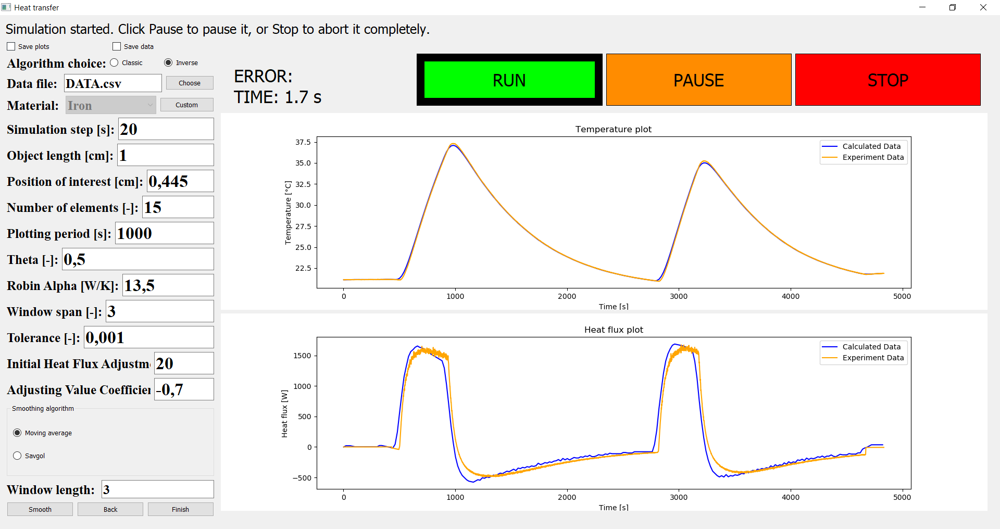 Heat transfer
Simulation started. Click Pause to pause it, or Stop to abort it completely.
Save plots
Save data
Algorithm choice:
Classic
Inverse
Data file:
DATA.csv
Choose
Material:
Iron
Custom
Simulation step [s]:
20
Object length [cm]:
1
Position of interest [cm]:
0,445
Number of elements [-]:
15
Plotting period [s]:
1000
Theta [-]:
0,5
Robin Alpha [W/K]:
13,5
Window span [-]:
3
Tolerance [-]:
0,001
Initial Heat Flux Adjustm
20
Adjusting Value Coefficier
-0,7
Smoothing algorithm
Moving average
Savgol
Window length:
3
Smooth
Back
Finish
ERROR:
TIME: 1.7 s
RUN
PAUSE
STOP
Temperature plot
Calculated Data
Experiment Data
Temperature [°C]
37.5
35.0
32.5
30.0
27.5
25.0
22.5
0
1000
2000
3000
4000
5000
Time [s]
Heat flux plot
Calculated Data
Experiment Data
Heat flux [W]
1500
1000
500
0
−500
0
1000
2000
3000
4000
5000
Time [s]